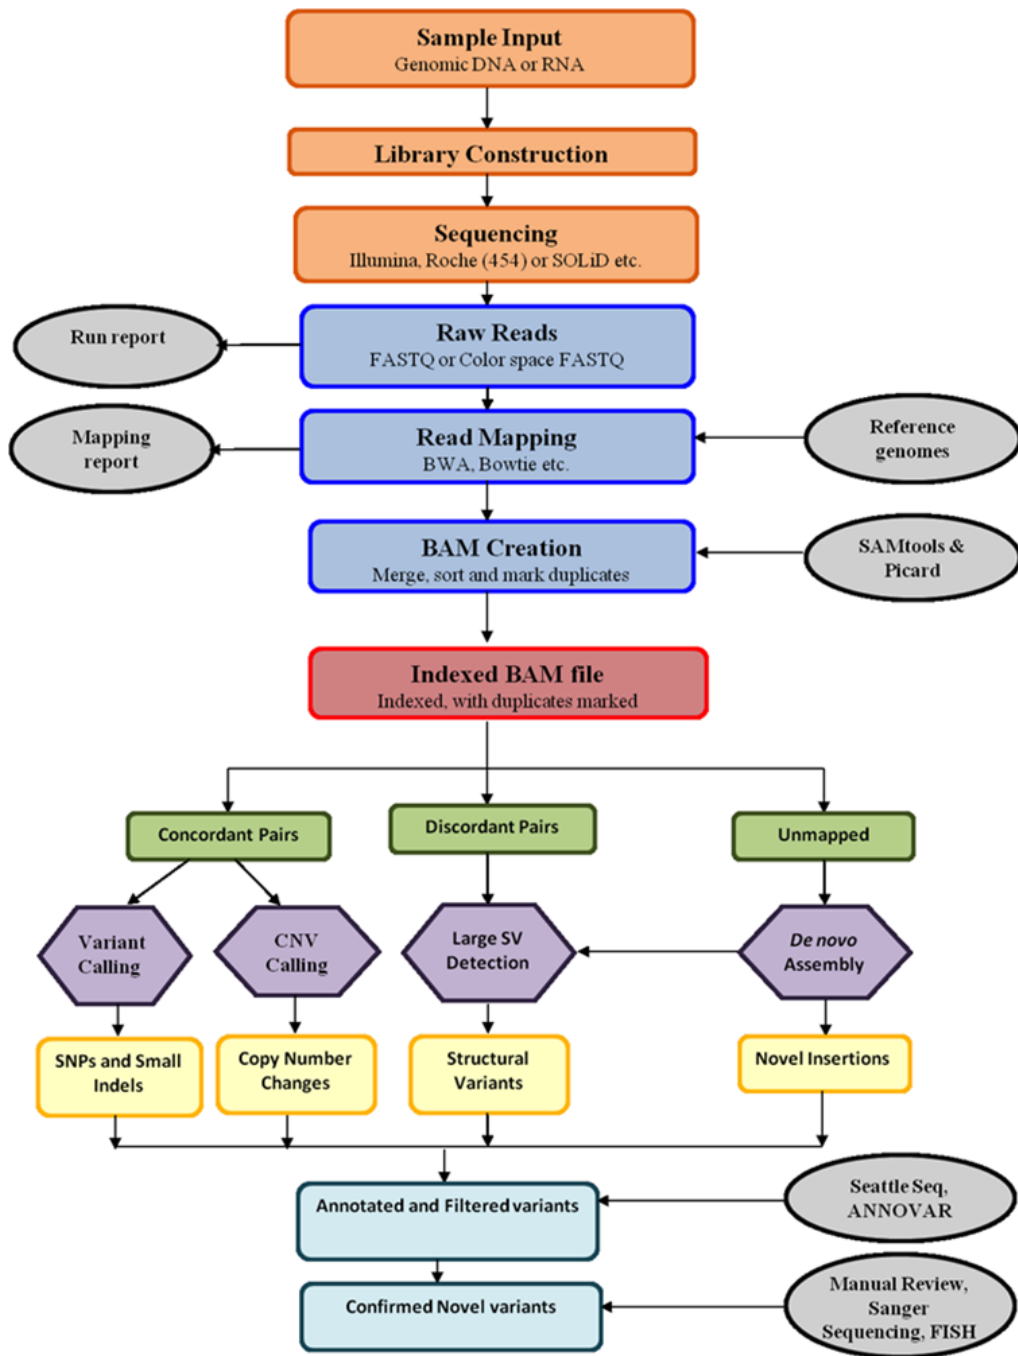 Sample Input
Genomic DNA or RNA
Library Construction
Sequencing
Illumina, Roche (454) or SOLiD etc.
Run report
Raw Reads
FASTQ or Color space FASTQ
Mapping
report
Read Mapping
BWA, Bowtie etc.
Reference
genomes
BAM Creation
Merge, sort and mark duplicates
SAMtools &
Picard
Indexed BAM file
Indexed, with duplicates marked
Concordant Pairs
Discordant Pairs
Unmapped
Variant
Calling
CNV
Calling
Large SV
Detection
De novo
Assembly
SNPs and Small
Indels
Copy Number
Changes
Structural
Variants
Novel Insertions
Annotated and Filtered variants
Seattle Seq,
ANNOVAR
Confirmed Novel variants
Manual Review,
Sanger
Sequencing, FISH